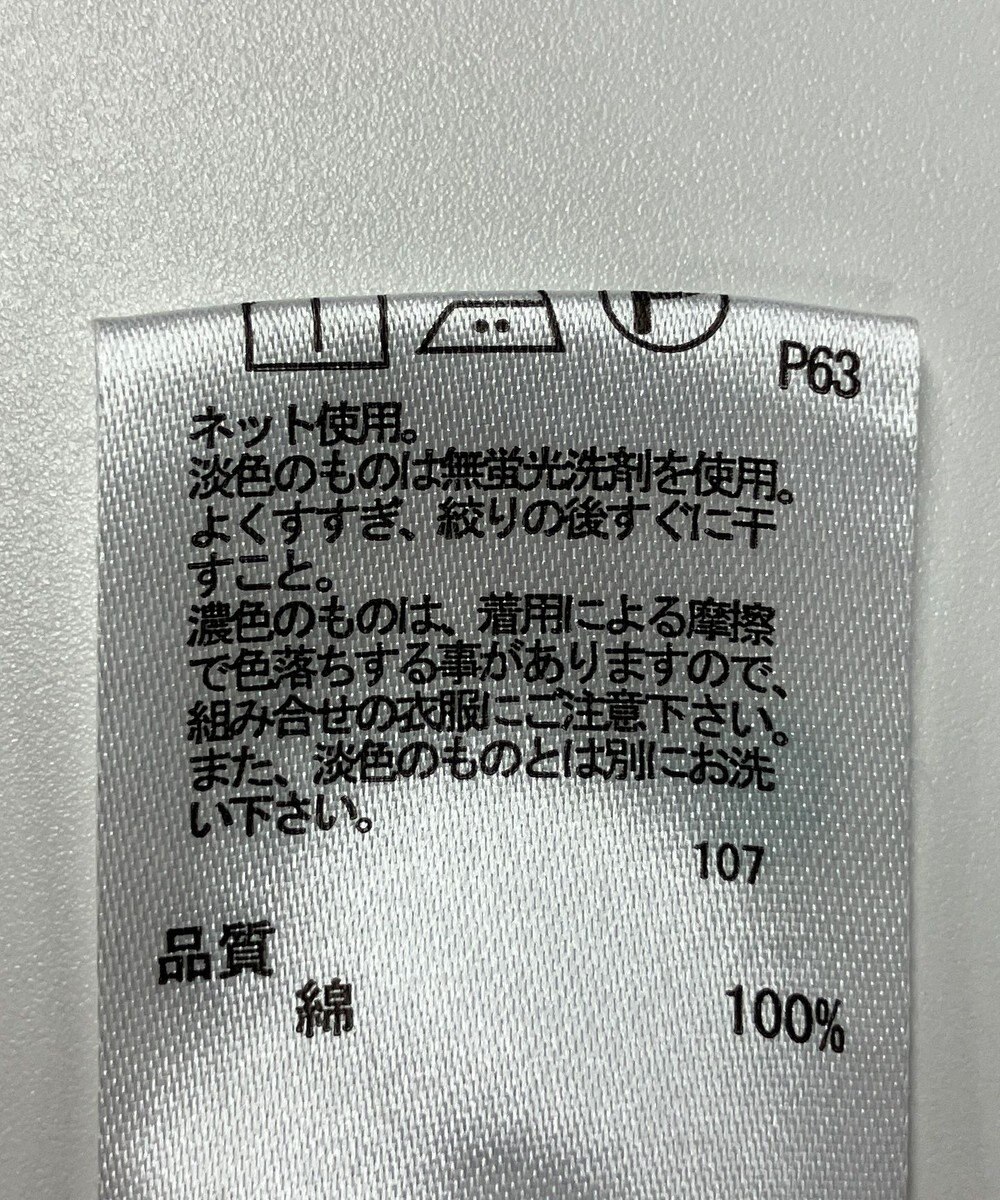 P63
ネット使用。
淡色のものは無蛍光洗剤を使用。
よくすすぎ、絞りの後すぐに干
すこと。
濃色のものは、着用による摩擦
で色落ちする事がありますので、
組み合せの衣服にご注意下さい。
また、淡色のものとは別にお洗
い下さい。
107
品質
綿 100%